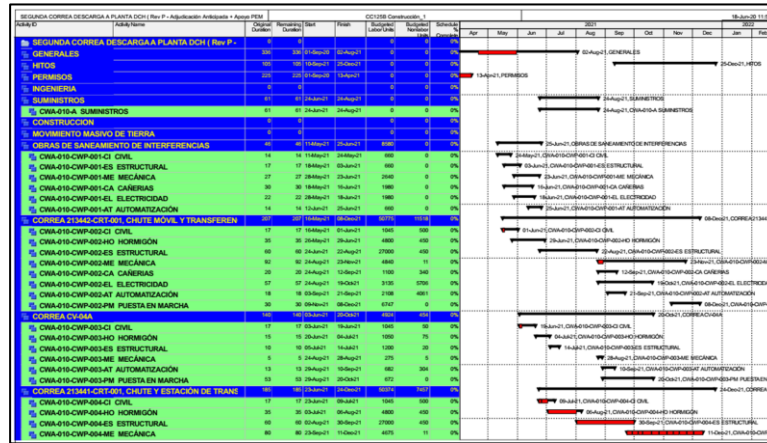 SEGUNDA CORREA DESCARGA A PLANTA DCH ( Rev P - Adjudicación Anticipada + Apoyo PEM CC125B Construcción_1 18-Jun-20 11:5
Activity ID Activity Name Original Duration Remaining Duration Start Finish Budgeted Labor Units Budgeted Nonlabor Units Schedule % Complete 2021 2022
Apr May Jun Jul Aug Sep Oct Nov Dec Jan Feb
SEGUNDA CORREA DESCARGA A PLANTA DCH ( Rev P - 0 0 0 0 0%
GENERALES 336 336 01-Sep-20 02-Aug-21 0 0 0% 02-Aug-21, GENERALES
HITOS 105 105 10-Sep-21 25-Dec-21 0 0 0% 25-Dec-21, HITOS
PERMISOS 225 225 01-Sep-20 13-Apr-21 0 0 0% 13-Apr-21, PERMISOS
INGENIERIA 0 0 0 0 0%
SUMINISTROS 61 61 24-Jun-21 24-Aug-21 0 0 0% 24-Aug-21, SUMINISTROS
CWA-010-A SUMINISTROS 61 61 24-Jun-21 24-Aug-21 0 0 0% 24-Aug-21, CWA-010-A SUMINISTROS
CONSTRUCCION 0 0 0 0 0%
MOVIMIENTO MASIVO DE TIERRA 0 0 0 0 0%
OBRAS DE SANEAMIENTO DE INTERFERENCIAS 46 46 11-May-21 25-Jun-21 8580 0 0% 25-Jun-21, OBRAS DE SANEAMIENTO DE INTERFERENCIAS
CWA-010-CWP-001-CI CIVIL 14 14 11-May-21 24-May-21 660 0 0% 24-May-21, CWA-010-CWP-001-CI CIVIL
CWA-010-CWP-001-ES ESTRUCTURAL 17 17 18-May-21 03-Jun-21 660 0 0% 03-Jun-21, CWA-010-CWP-001-ES ESTRUCTURAL
CWA-010-CWP-001-ME MECÁNICA 27 27 28-May-21 23-Jun-21 2640 0 0% 23-Jun-21, CWA-010-CWP-001-ME MECÁNICA
CWA-010-CWP-001-CA CAÑERIAS 30 30 18-May-21 16-Jun-21 1980 0 0% 16-Jun-21, CWA-010-CWP-001-CA CAÑERIAS
CWA-010-CWP-001-EL ELECTRICIDAD 22 22 28-May-21 18-Jun-21 1980 0 0% 18-Jun-21, CWA-010-CWP-001-EL ELECTRICIDAD
CWA-010-CWP-001-AT AUTOMATIZACIÓN 14 14 12-Jun-21 25-Jun-21 660 0 0% 25-Jun-21, CWA-010-CWP-001-AT AUTOMATIZACIÓN
CORREA 213442-CRT-001, CHUTE MÓVIL Y TRANSFEREN 207 207 16-May-21 08-Dec-21 50775 11518 0% 08-Dec-21, CORREA 2134
CWA-010-CWP-002-CI CIVIL 17 17 16-May-21 01-Jun-21 1045 500 0% 01-Jun-21, CWA-010-CWP-002-CI CIVIL
CWA-010-CWP-002-HO HORMIGÓN 35 35 26-May-21 29-Jun-21 4800 450 0% 29-Jun-21, CWA-010-CWP-002-HO HORMIGÓN
CWA-010-CWP-002-ES ESTRUCTURAL 60 60 24-Jun-21 22-Aug-21 27000 450 0% 22-Aug-21, CWA-010-CWP-002-ES ESTRUCTURAL
CWA-010-CWP-002-ME MECÁNICA 92 92 24-Aug-21 23-Nov-21 4840 11 0% 23-Nov-21, CWA-010-CWP-002-M
CWA-010-CWP-002-CA CAÑERIAS 20 20 24-Aug-21 12-Sep-21 1100 340 0% 12-Sep-21, CWA-010-CWP-002-CA CAÑERIAS
CWA-010-CWP-002-EL ELECTRICIDAD 57 57 24-Aug-21 19-Oct-21 3135 5706 0% 19-Oct-21, CWA-010-CWP-002-EL ELECTRICIDA
CWA-010-CWP-002-AT AUTOMATIZACIÓN 18 18 03-Sep-21 21-Sep-21 2108 4061 0% 21-Sep-21, CWA-010-CWP-002-AT AUTOMATIZACIÓN
CWA-010-CWP-002-PM PUESTA EN MARCHA 30 30 09-Nov-21 08-Dec-21 6747 0 0% 08-Dec-21, CWA-010-CWP-
CORREA CV-04A 140 140 03-Jun-21 20-Oct-21 4924 454 0% 20-Oct-21, CORREA CV-04A
CWA-010-CWP-003-CI CIVIL 17 17 03-Jun-21 19-Jun-21 1045 50 0% 19-Jun-21, CWA-010-CWP-003-CI CIVIL
CWA-010-CWP-003-HO HORMIGÓN 15 15 20-Jun-21 04-Jul-21 1050 75 0% 04-Jul-21, CWA-010-CWP-003-HO HORMIGÓN
CWA-010-CWP-003-ES ESTRUCTURAL 10 10 05-Jul-21 14-Jul-21 1200 20 0% 14-Jul-21, CWA-010-CWP-003-ES ESTRUCTURAL
CWA-010-CWP-003-ME MECÁNICA 5 5 24-Aug-21 28-Aug-21 275 5 0% 28-Aug-21, CWA-010-CWP-003-ME MECÁNICA
CWA-010-CWP-003-AT AUTOMATIZACIÓN 13 13 29-Aug-21 10-Sep-21 682 304 0% 10-Sep-21, CWA-010-CWP-003-AT AUTOMATIZACIÓN
CWA-010-CWP-003-PM PUESTA EN MARCHA 53 53 29-Aug-21 20-Oct-21 672 0 0% 20-Oct-21, CWA-010-CWP-003-PM PUESTA EN
CORREA 213441-CRT-001, CHUTE Y ESTACIÓN DE TRANS 185 185 23-Jun-21 24-Dec-21 50374 7457 0% 24-Dec-21, CORREA
CWA-010-CWP-004-CI CIVIL 17 17 23-Jun-21 09-Jul-21 1045 500 0% 09-Jul-21, CWA-010-CWP-004-CI CIVIL
CWA-010-CWP-004-HO HORMIGÓN 35 35 03-Jul-21 06-Aug-21 4800 450 0% 06-Aug-21, CWA-010-CWP-004-HO HORMIGÓN
CWA-010-CWP-004-ES ESTRUCTURAL 60 60 02-Aug-21 30-Sep-21 27000 450 0% 30-Sep-21, CWA-010-CWP-004-ES ESTRUCTURAL
CWA-010-CWP-004-ME MECÁNICA 80 80 23-Sep-21 11-Dec-21 4675 11 0% 11-Dec-21, CWA-010-CW